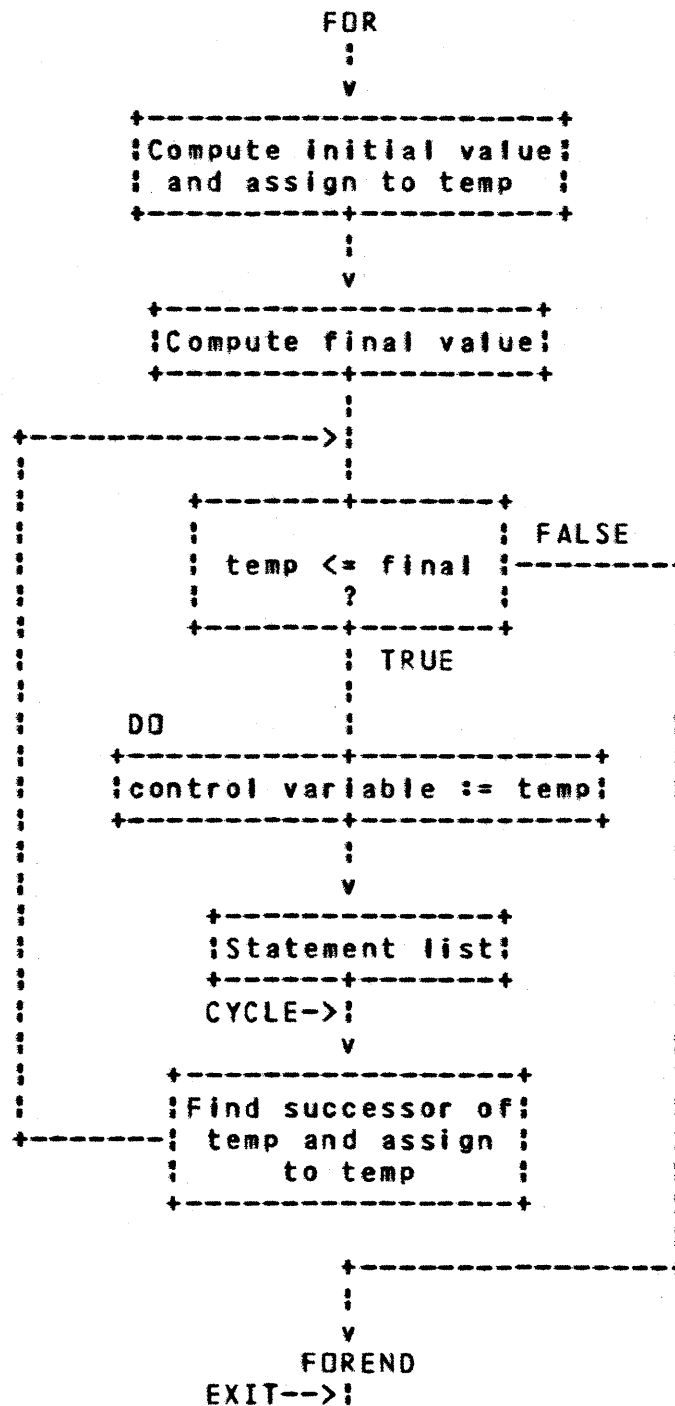 FOR
Compute initial value
and assign to temp
Compute final value
temp <= final
?
FALSE
TRUE
DO
control variable := temp
Statement list
CYCLE->
Find successor of
temp and assign
to temp
FOREND
EXIT-->